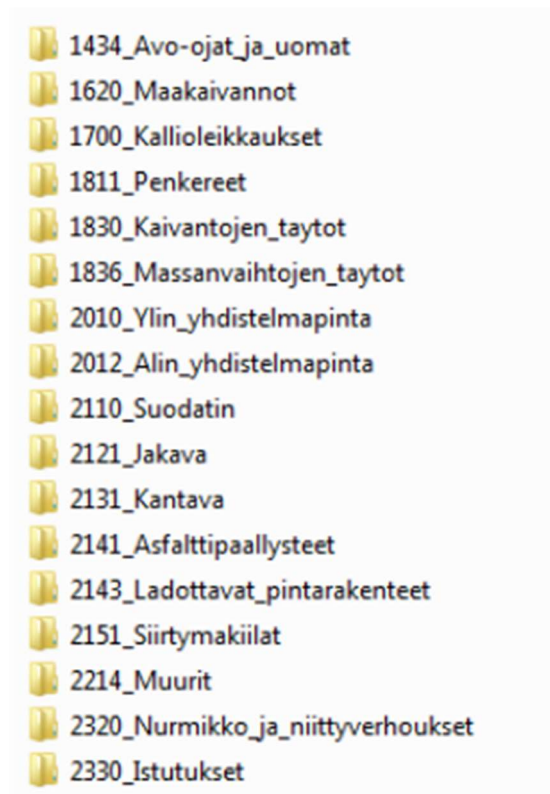 1434_Avo-ojat_ja_uomat
1620_Maakaivannot
1700_Kallioleikkaukset
1811_Penkereet
1830_Kaivantojen_taytot
1836_Massanvaihtojen_taytot
2010_Ylin_yhdistelmapinta
2012_Alin_yhdistelmapinta
2110_Suodatin
2121_Jakava
2131_Kantava
2141_Asfalttipaallysteet
2143_Ladottavat_pintarakenteet
2151_Siirtymakiilat
2214_Muurit
2320_Nurmikko_ja_niittyverhoukset
2330_Istutukset